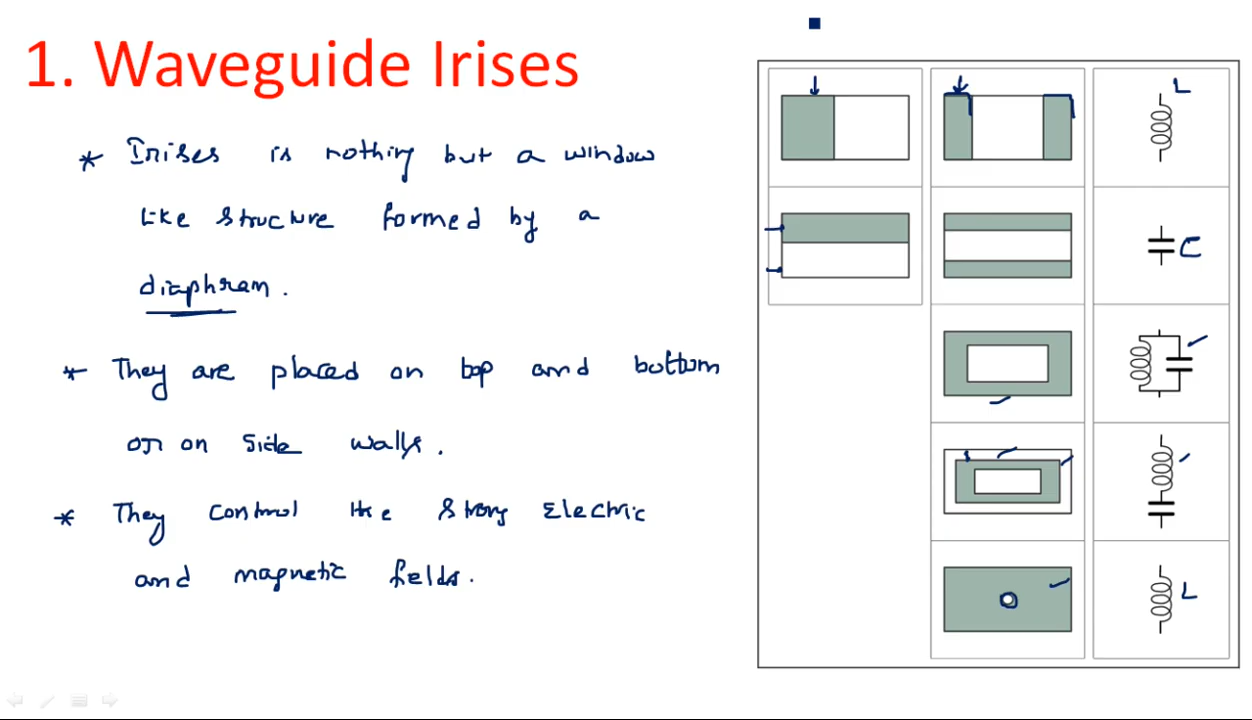 1. Waveguide Irises
* Irises is nothing but a window
like structure formed by a
diaphram.
* They are placed on top and bottom
or on side walls.
* They control the strong Electric
and magnetic fields.
L
C
L